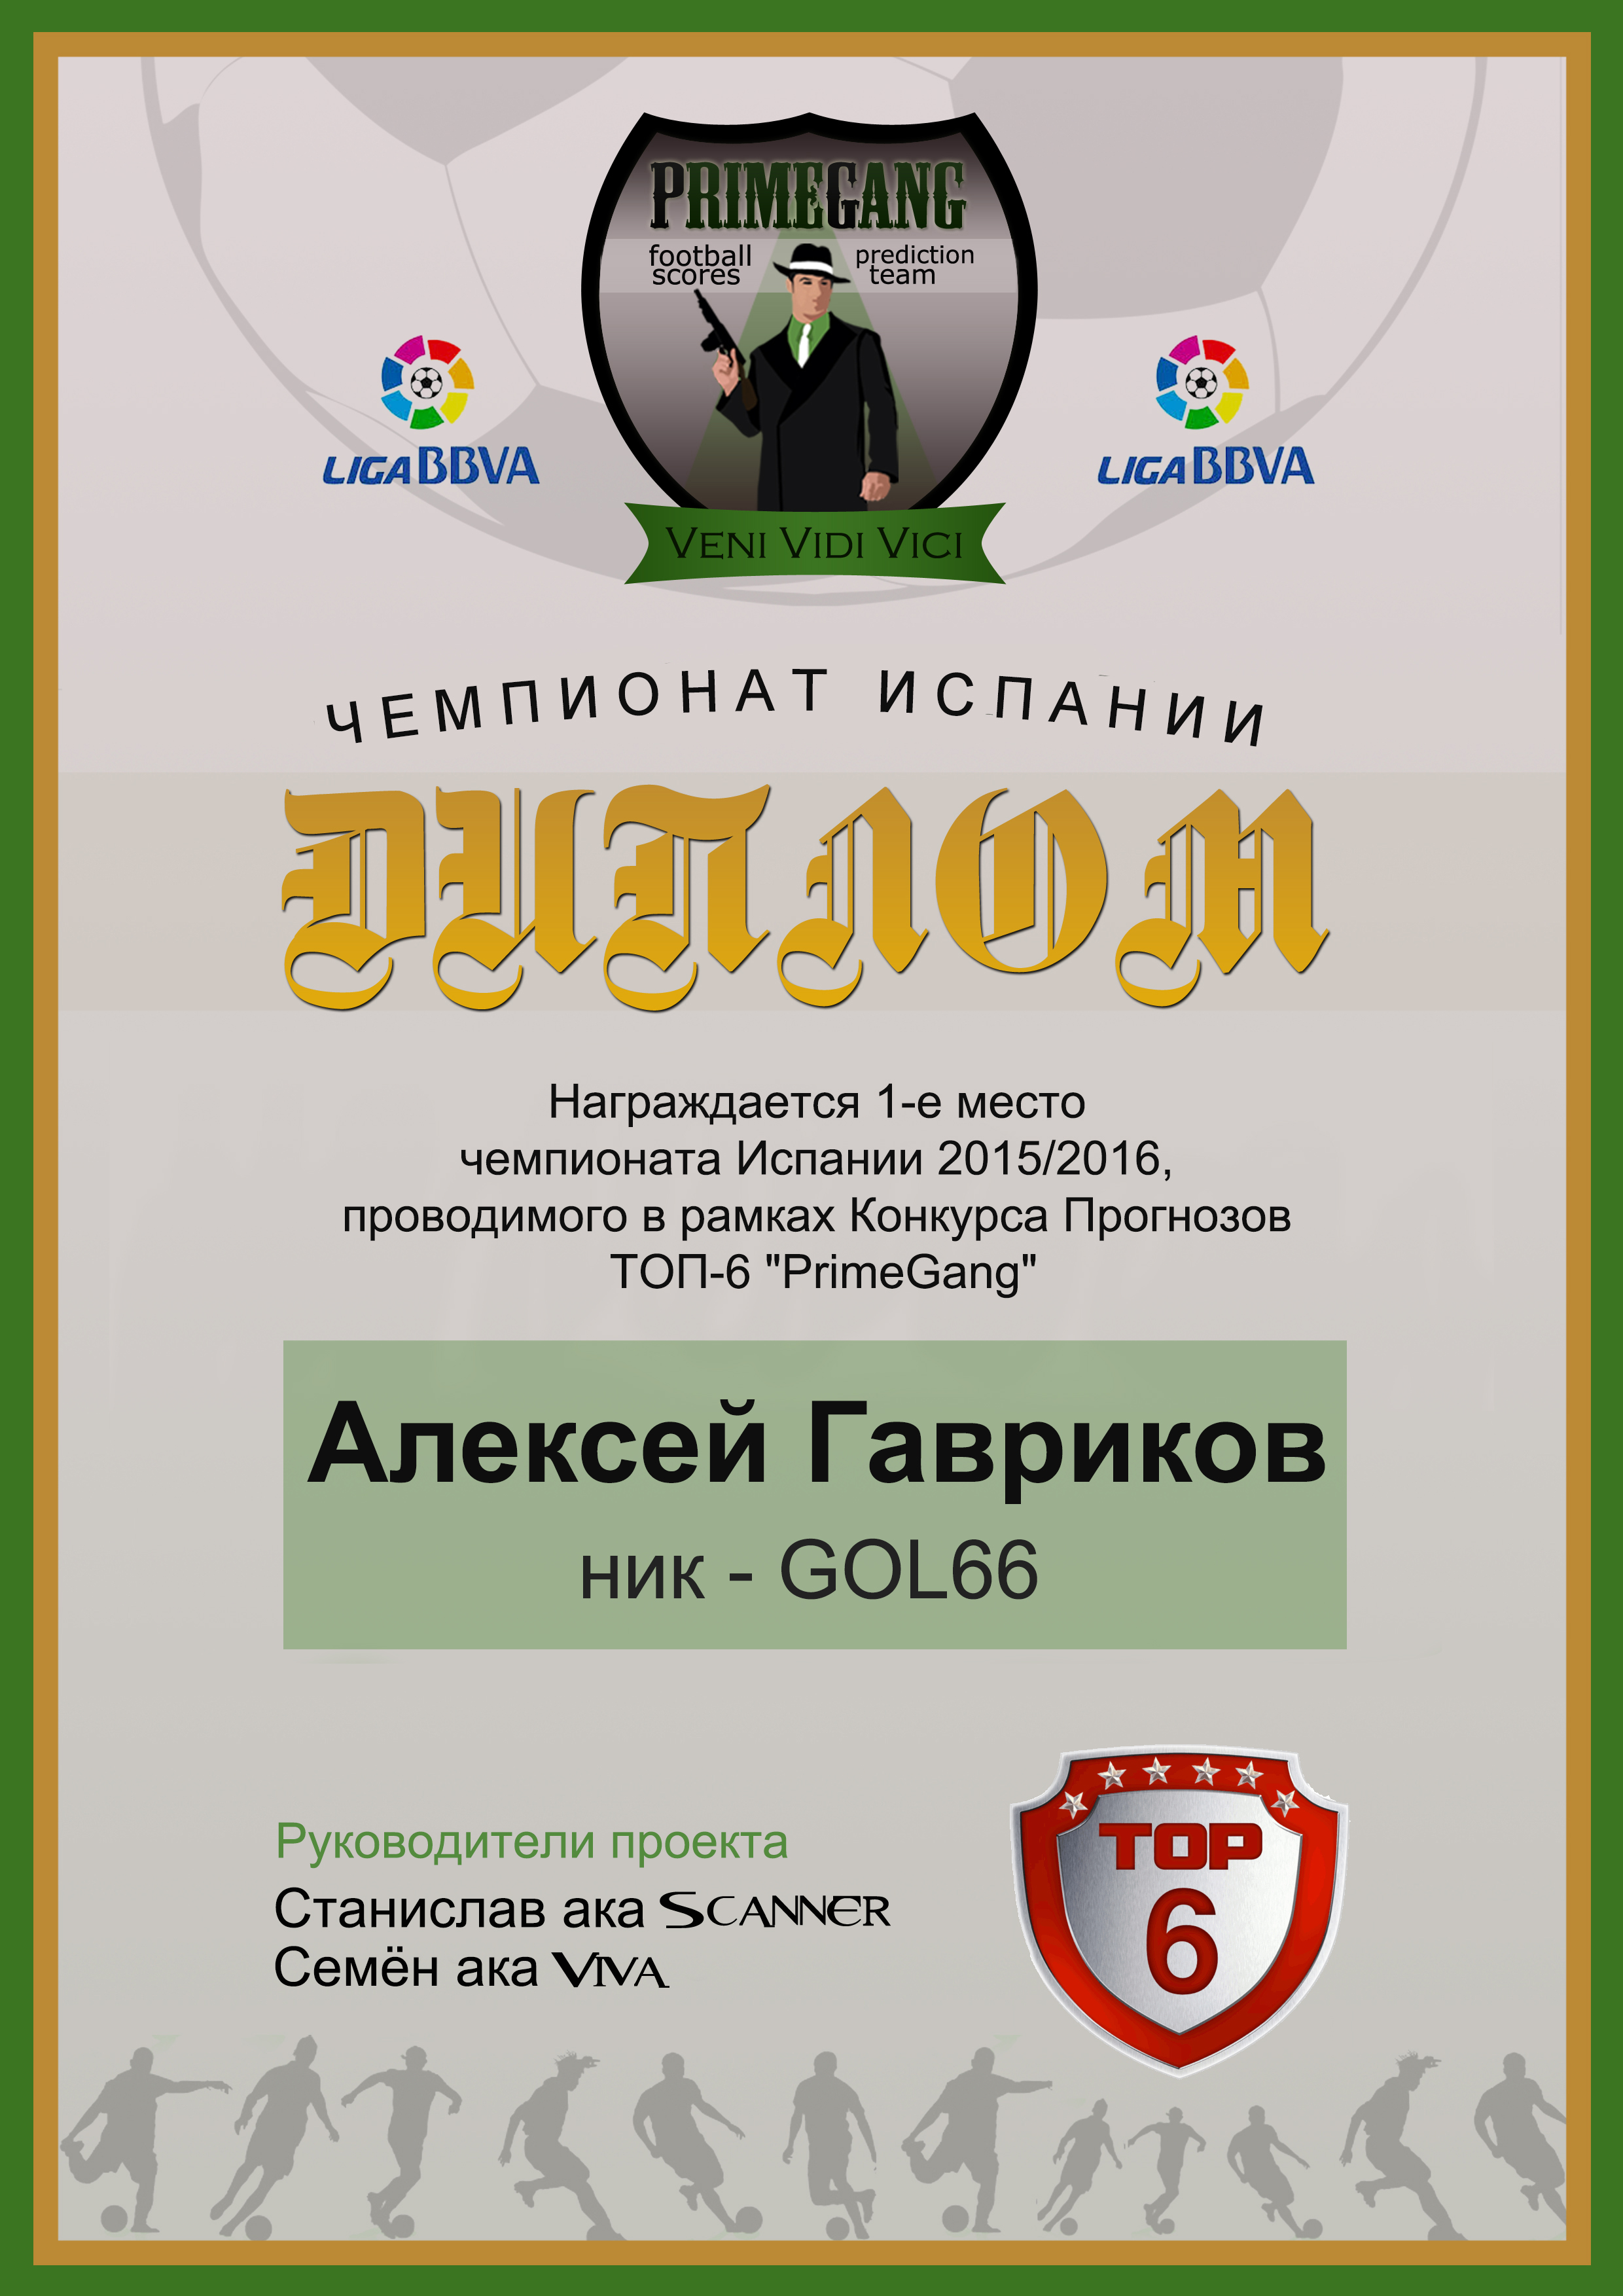 PRIMEGANG
football scores
prediction team
LIGA BBVA
LIGA BBVA
VENI VIDI VICI
ЧЕМПИОНАТ ИСПАНИИ
ДИПЛОМ
Награждается 1-е место
чемпионата Испании 2015/2016,
проводимого в рамках Конкурса Прогнозов
ТОП-6 "PrimeGang"
Алексей Гавриков
ник - GOL66
Руководители проекта
Станислав ака SCANNER
Семён ака VIVA
TOP
6